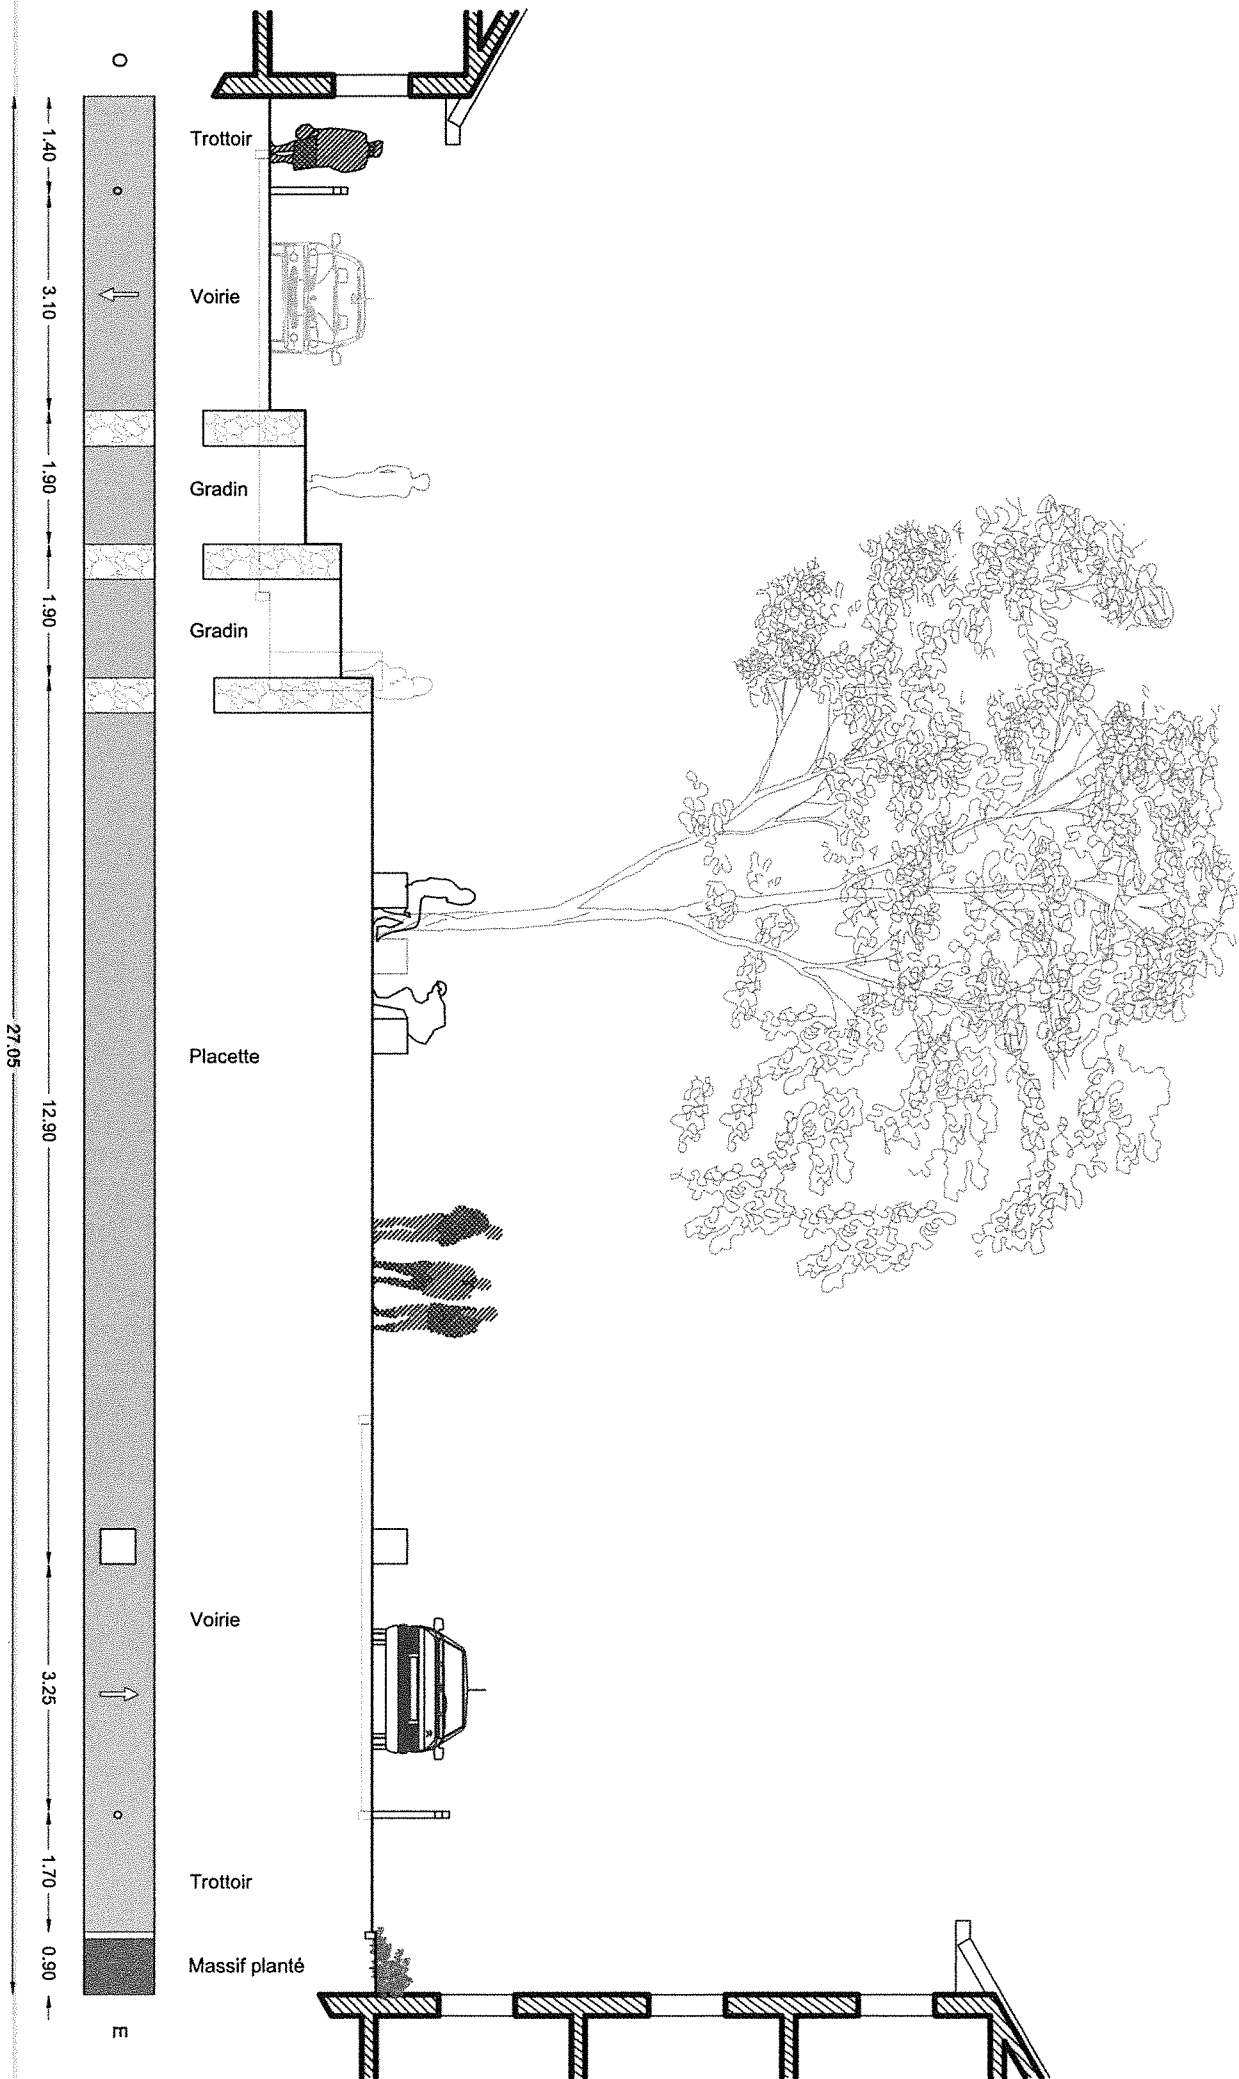 O
Trottoir
Voirie
Gradin
Gradin
Placette
Voirie
Trottoir
Massif planté
E
1.40
3.10
1.90
1.90
12.90
3.25
1.70
0.90
27.05